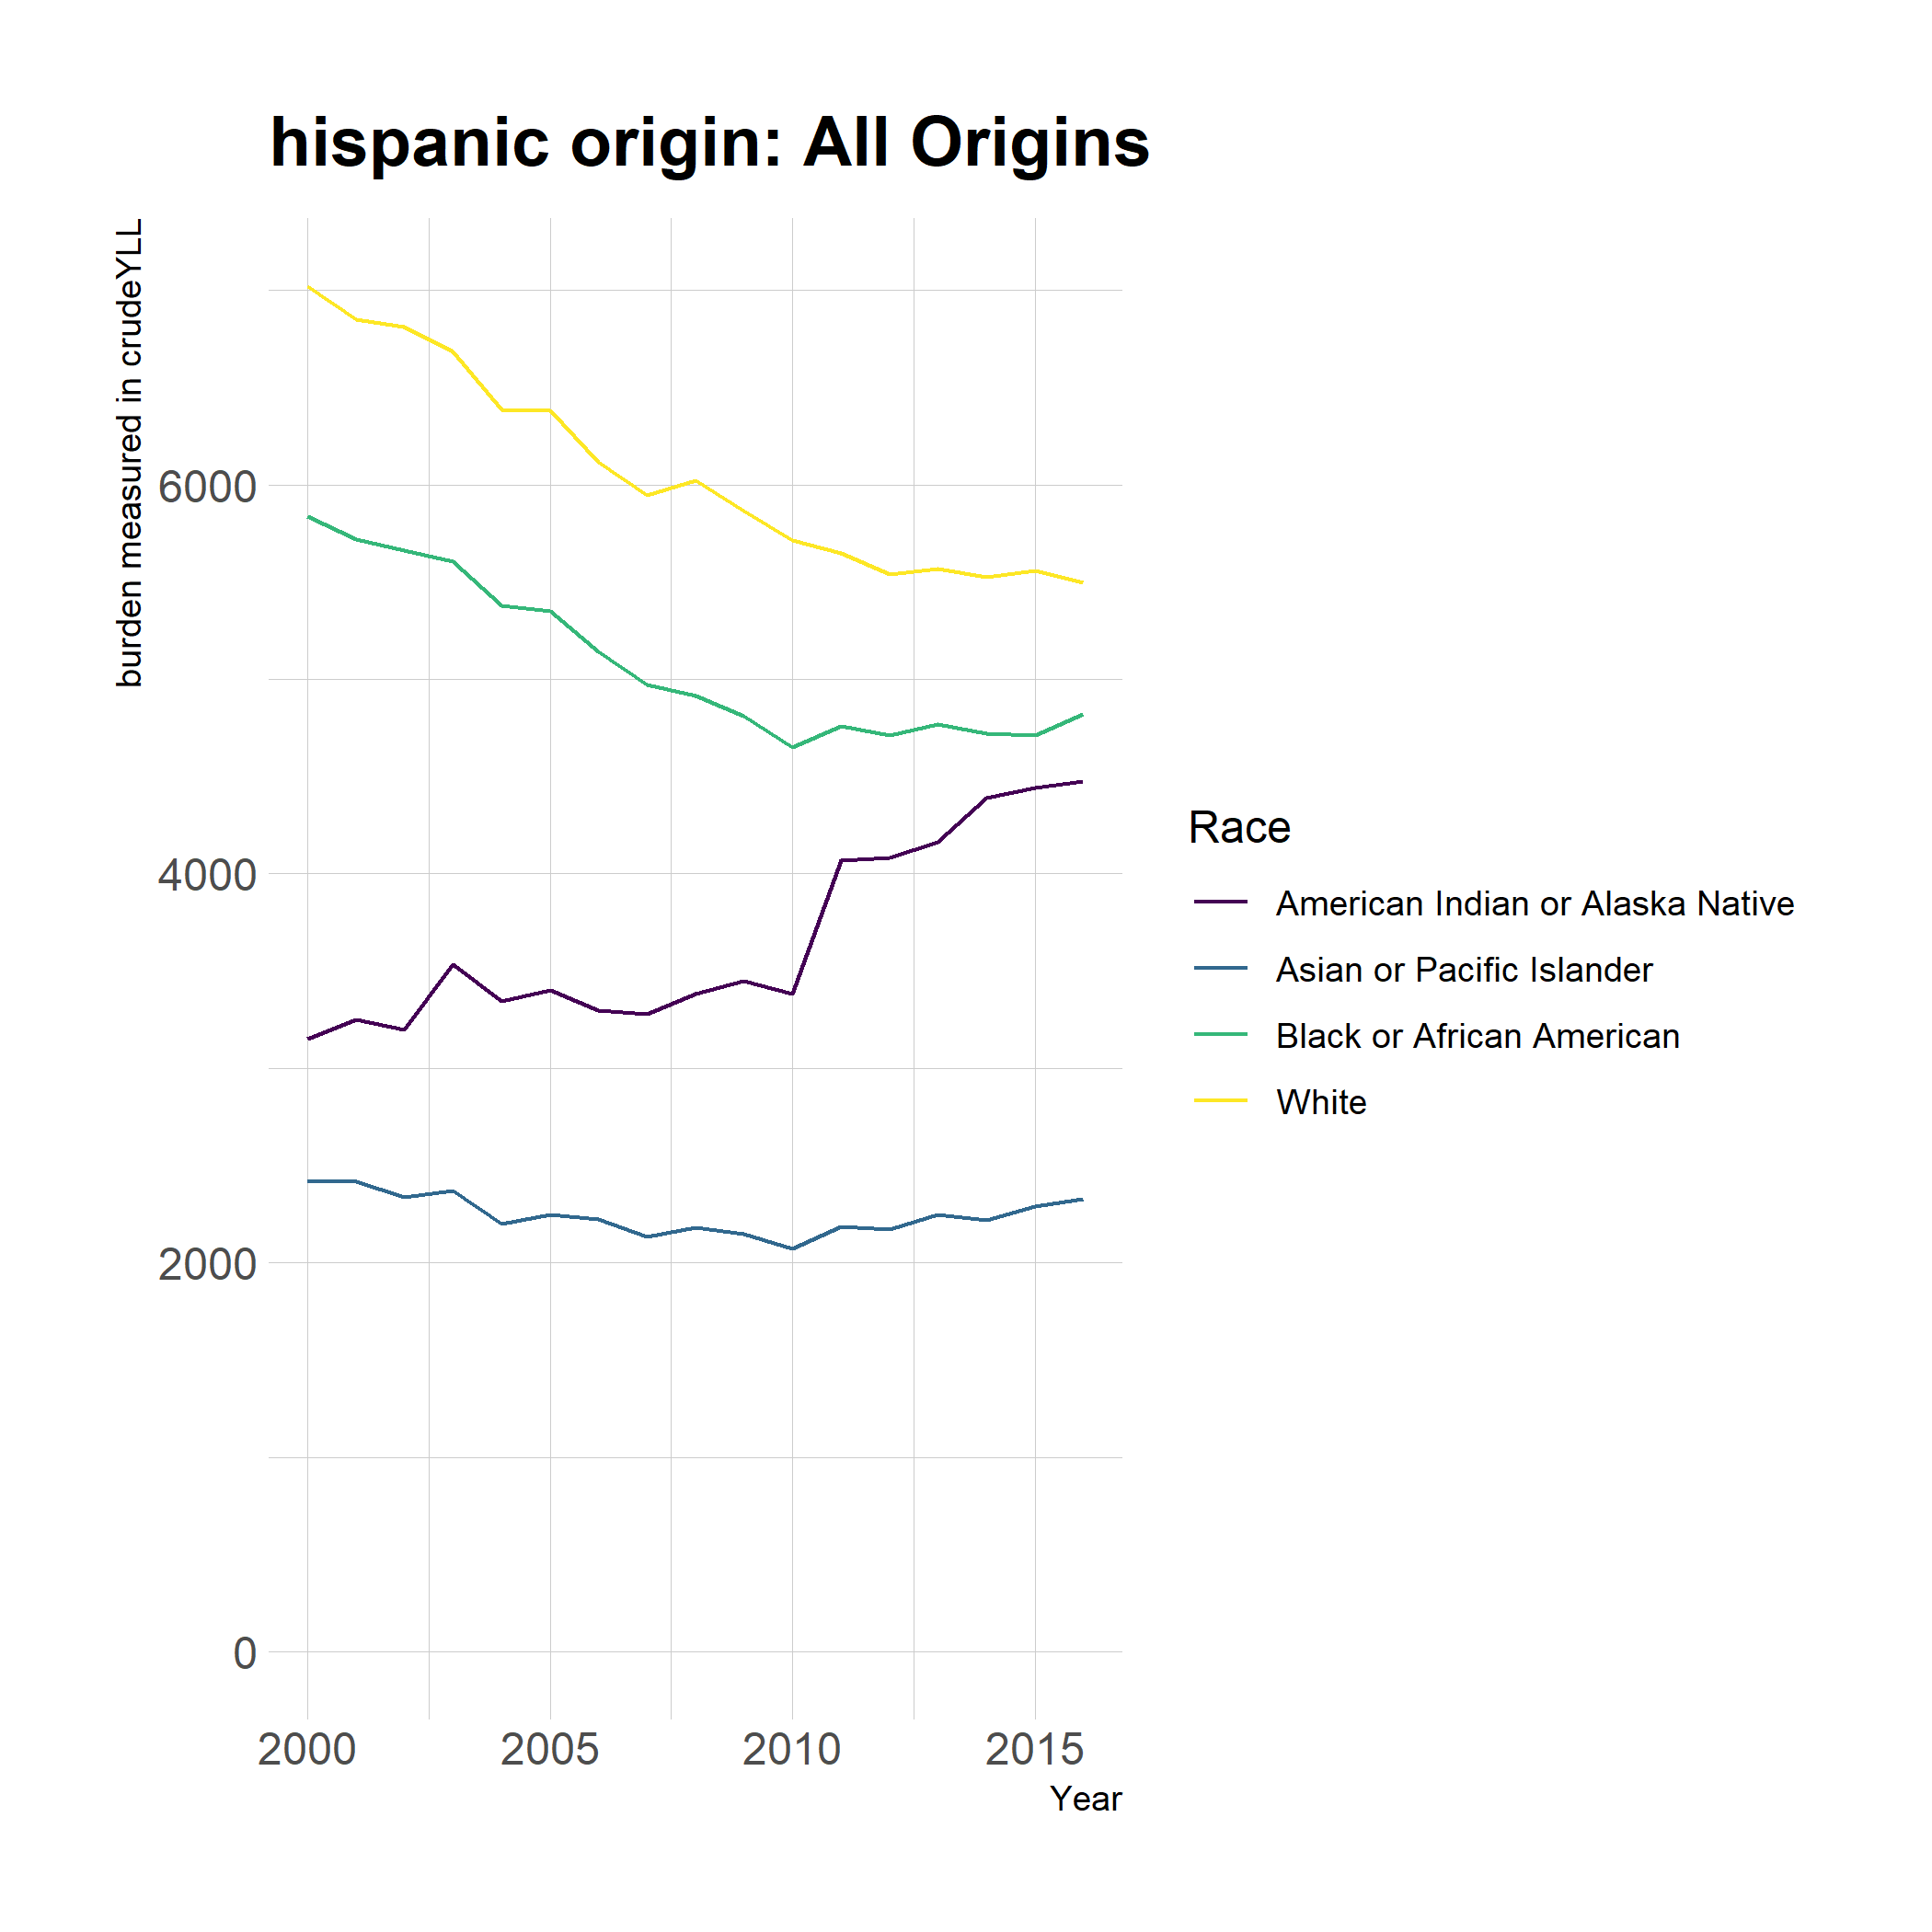 hispanic origin: All Origins
burden measured in crudeYLL
6000
4000
2000
0
2000
2005
2010
2015
Year
Race
American Indian or Alaska Native
Asian or Pacific Islander
Black or African American
White